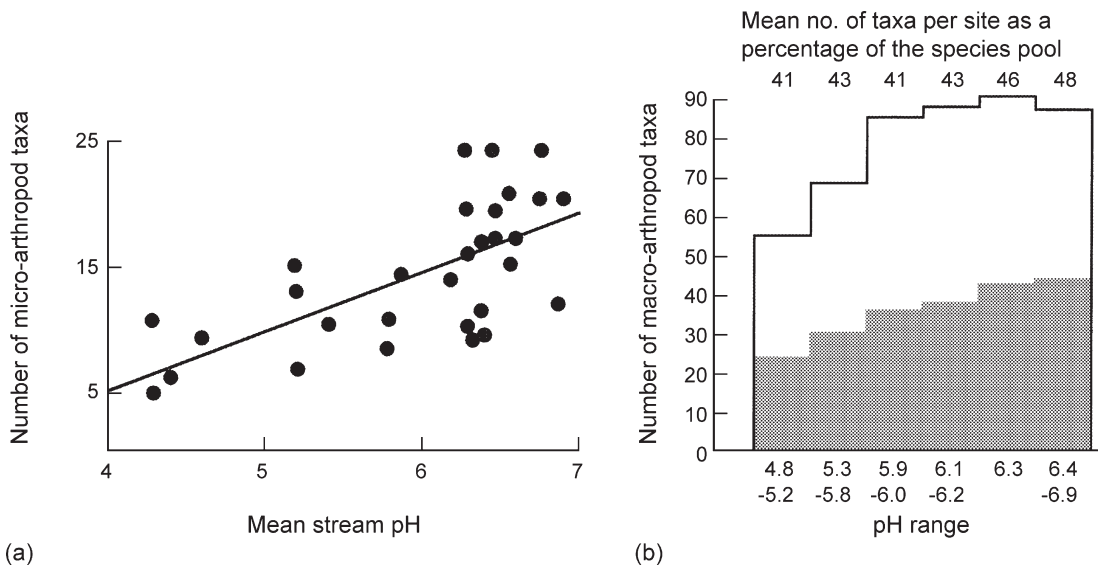 Number of micro-arthropod taxa
25
15
5
4 5 6 7
Mean stream pH
(a)
Mean no. of taxa per site as a
percentage of the species pool
41 43 41 43 46 48
Number of macro-arthropod taxa
90
80
70
60
50
40
30
20
10
0
4.8 5.3 5.9 6.1 6.3 6.4
-5.2 -5.8 -6.0 -6.2 -6.9
pH range
(b)